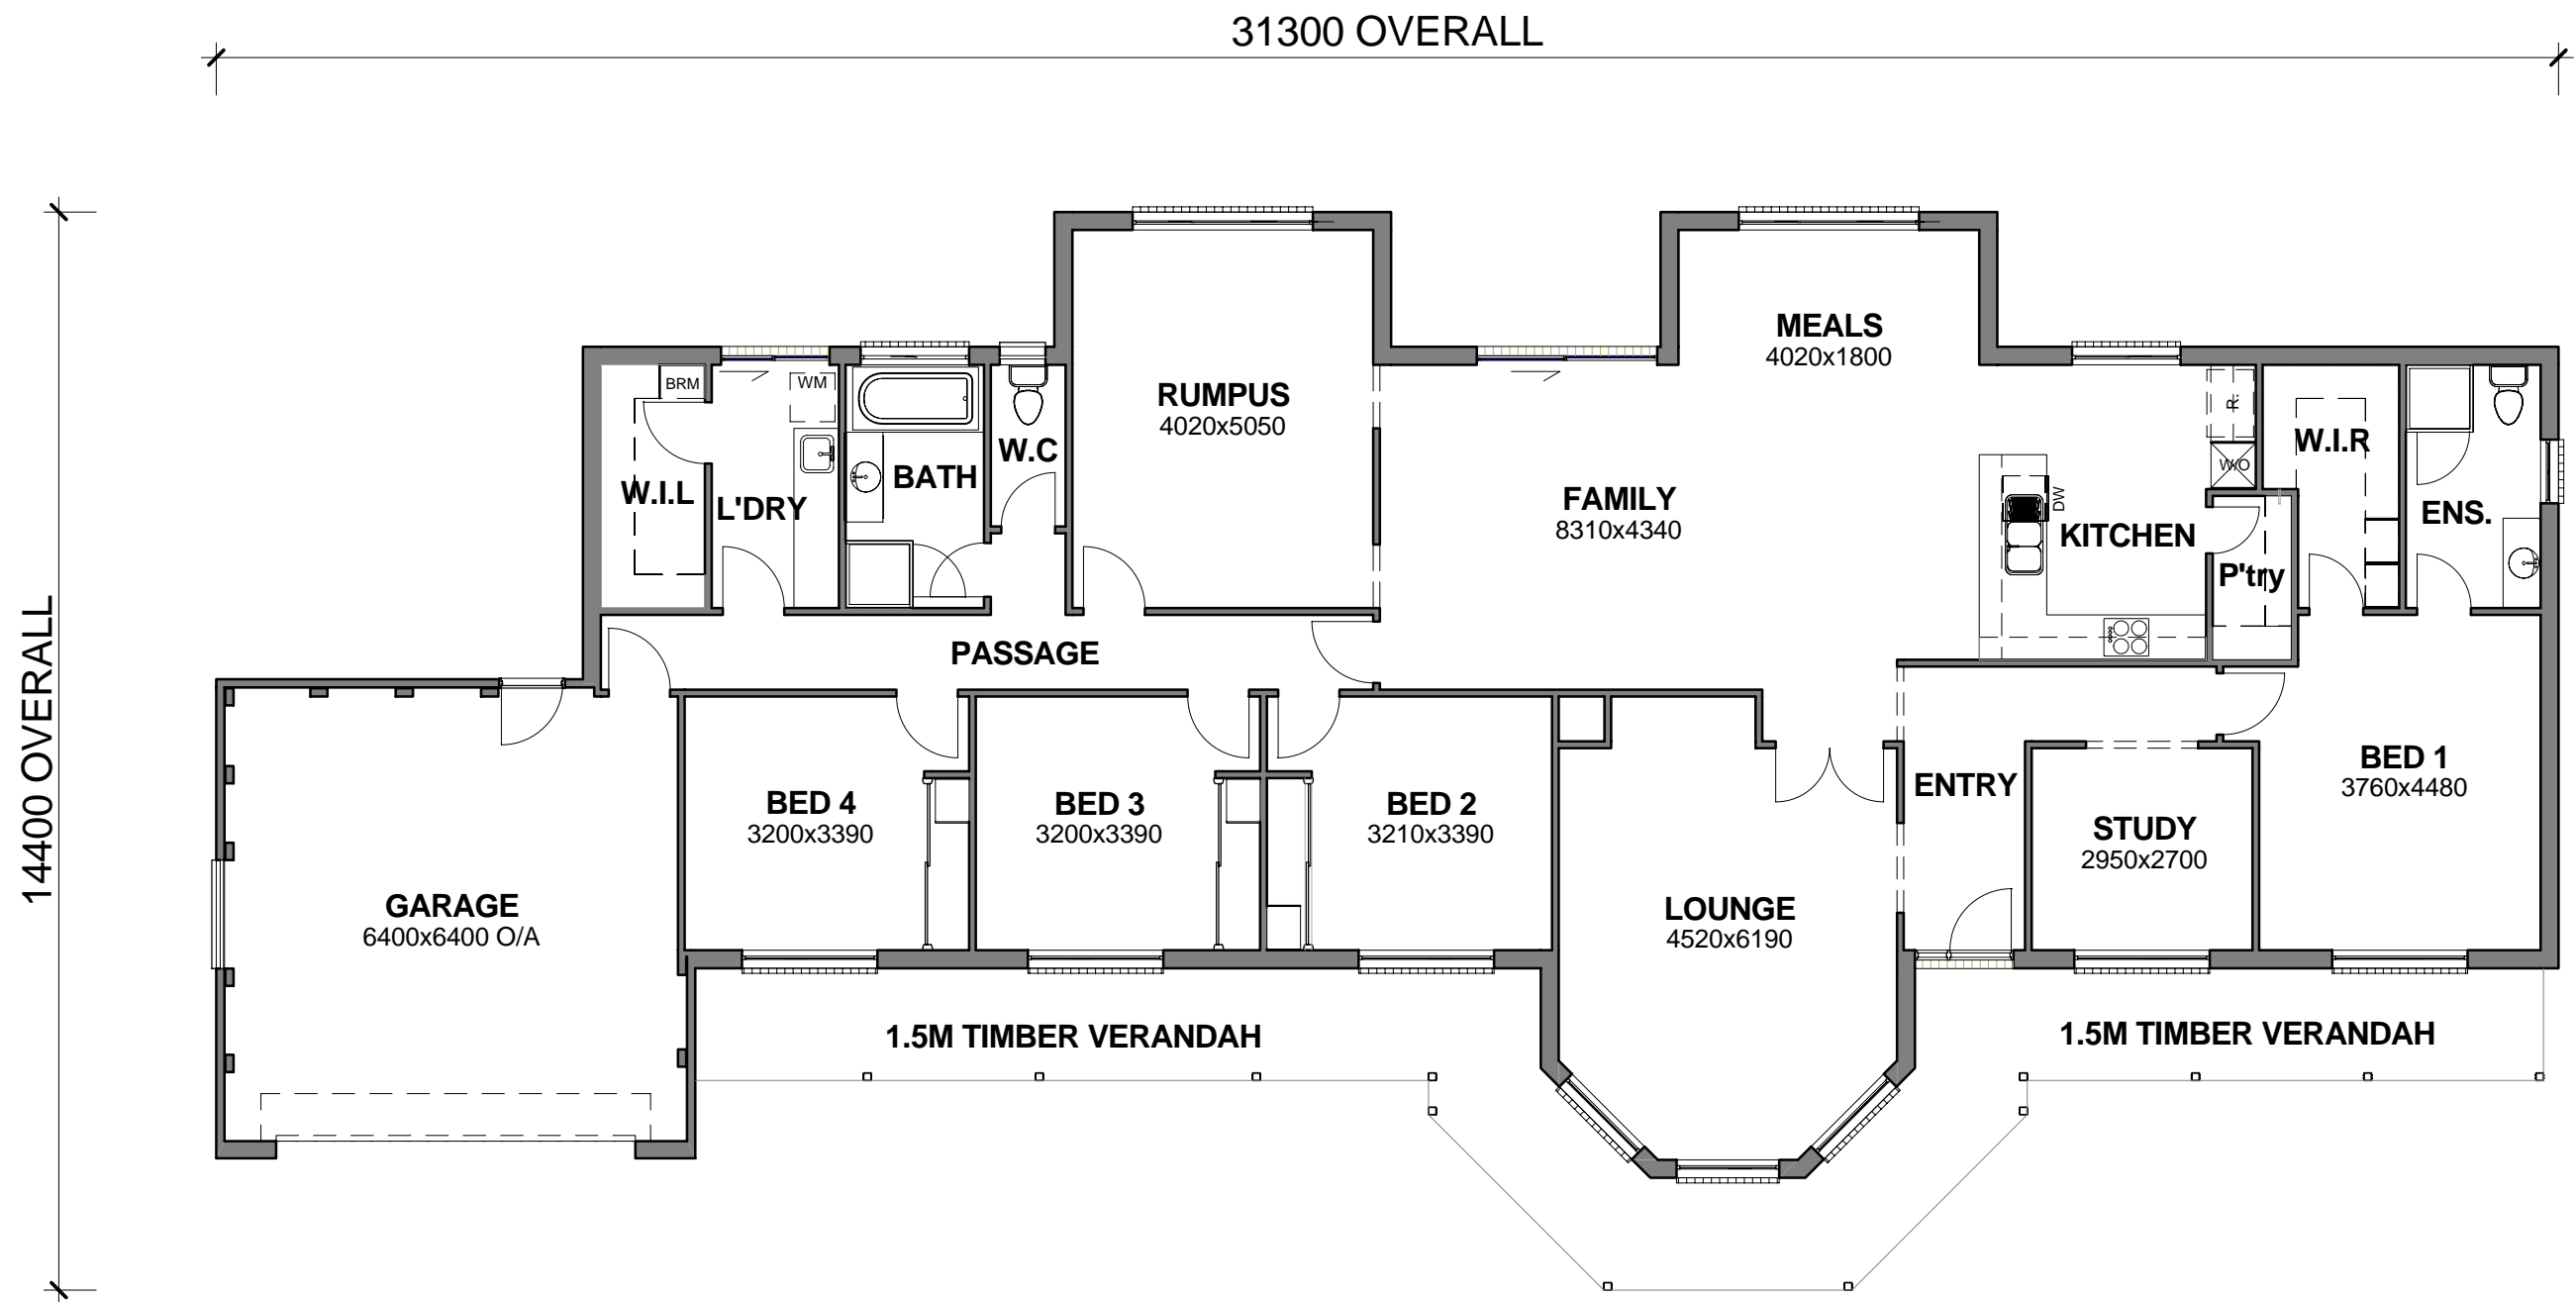 31300 OVERALL
14400 OVERALL
MEALS
4020x1800
RUMPUS
4020x5050
BRM
WM
R.
W.I.R
W.C
BATH
W/O
W.I.L
L'DRY
FAMILY
8310x4340
DW
KITCHEN
ENS.
P'try
PASSAGE
BED 1
3760x4480
ENTRY
BED 4
3200x3390
BED 3
3200x3390
BED 2
3210x3390
STUDY
2950x2700
GARAGE
6400x6400 O/A
LOUNGE
4520x6190
1.5M TIMBER VERANDAH
1.5M TIMBER VERANDAH